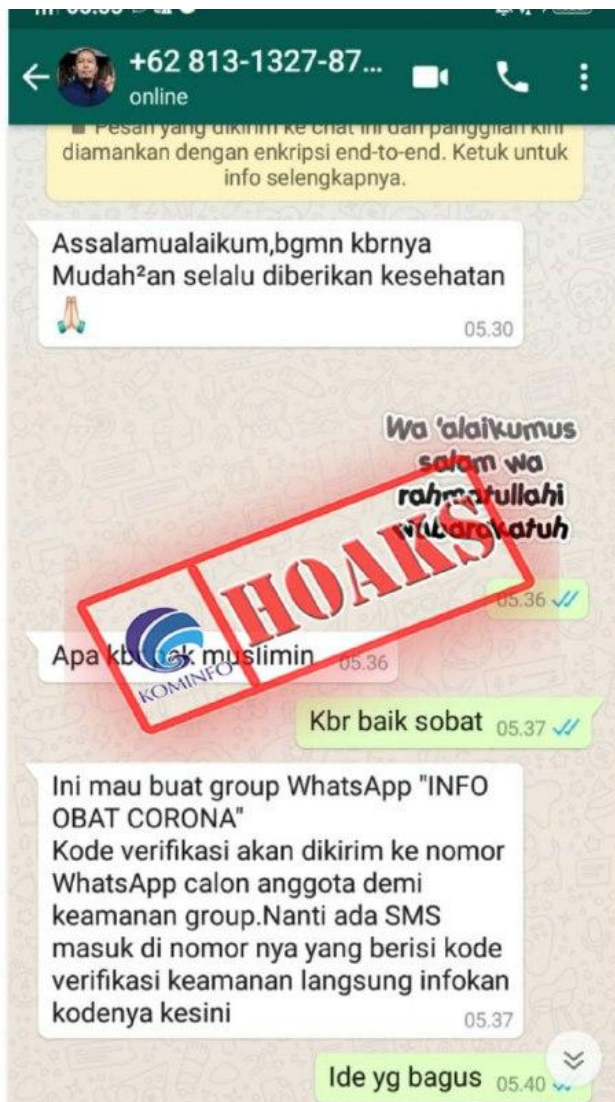 +62 813-1327-87...
online
Pesan yang dikirim ke chat ini dan panggilan kini
diamankan dengan enkripsi end-to-end. Ketuk untuk
info selengkapnya.
Assalamualaikum,bgmn kbrnya
Mudah²an selalu diberikan kesehatan
🙏🏻
05.30
Wa 'alaikumus
salam wa
rahmatullahi
wabarakatuh
HOAKS
KOMINFO
05.36
Apa kbr pak muslimin 05.36
Kbr baik sobat 05.37
Ini mau buat group WhatsApp "INFO
OBAT CORONA"
Kode verifikasi akan dikirim ke nomor
WhatsApp calon anggota demi
keamanan group.Nanti ada SMS
masuk di nomor nya yang berisi kode
verifikasi keamanan langsung infokan
kodenya kesini
05.37
Ide yg bagus 05.40